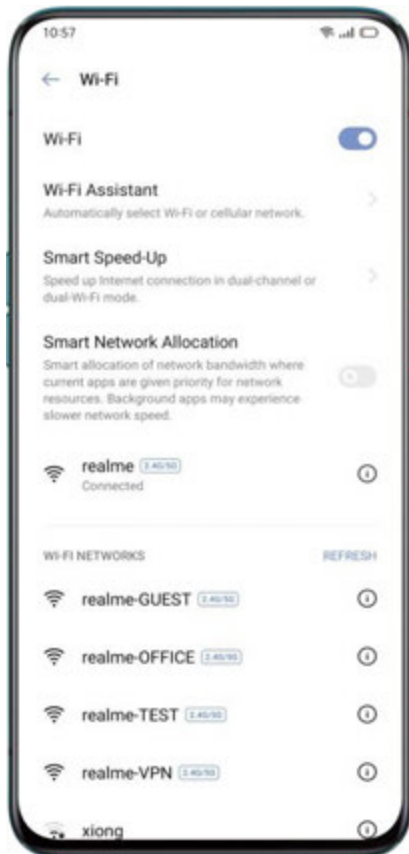 10:57
Wi-Fi
Wi-Fi
Wi-Fi Assistant
Automatically select Wi-Fi or cellular network.
Smart Speed-Up
Speed up Internet connection in dual-channel or
dual-Wi-Fi mode.
Smart Network Allocation
Smart allocation of network bandwidth where
current apps are given priority for network
resources. Background apps may experience
slower network speed.
realme 2.4G/5G
Connected
WI-FI NETWORKS REFRESH
realme-GUEST 2.4G/5G
realme-OFFICE 2.4G/5G
realme-TEST 2.4G/5G
realme-VPN 2.4G/5G
xiong